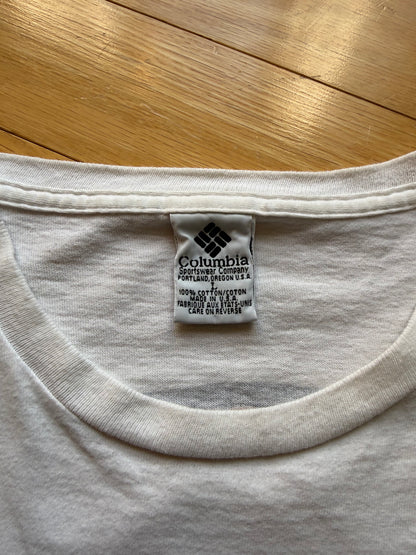 Columbia
Sportswear Company
PORTLAND, OREGON U.S.A.
L
100% COTTON/COTON
MADE IN U.S.A.
FABRIQUE AUX ETATS-UNIS
CARE ON REVERSE